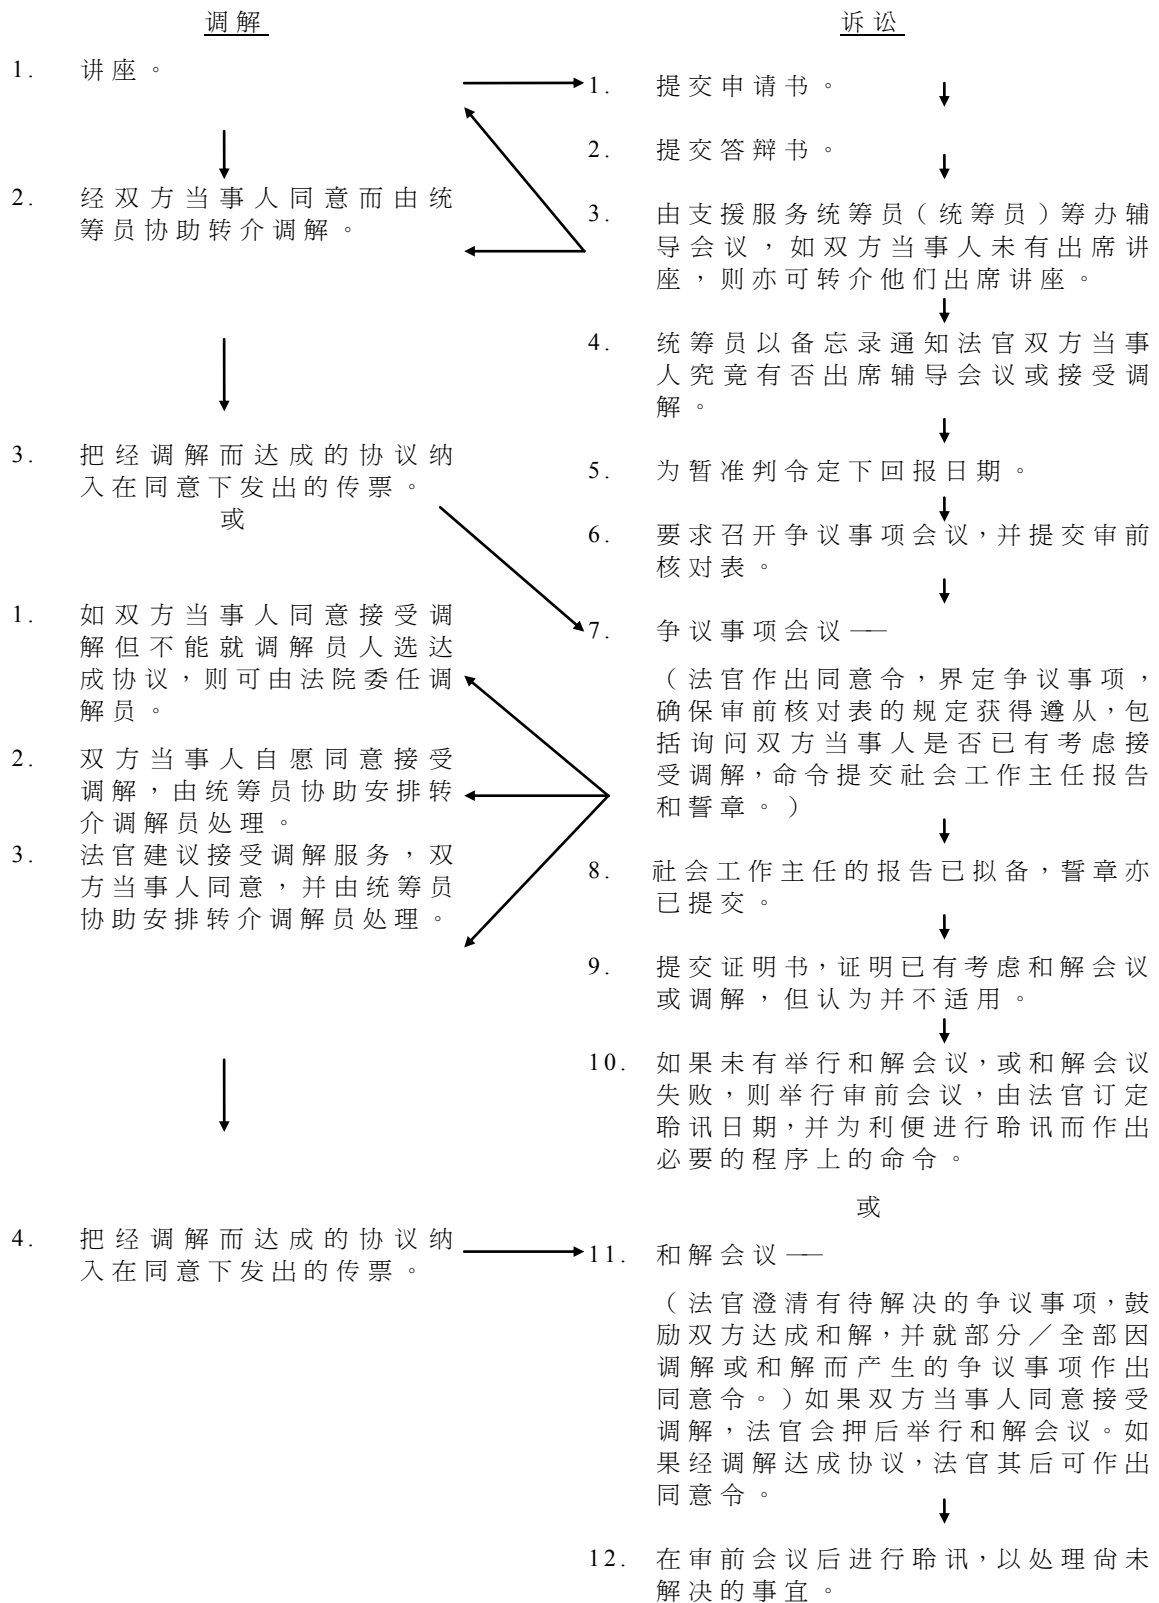 调解
1. 讲座。
2. 经双方当事人同意而由统
筹员协助转介调解。
3. 把经调解而达成的协议纳
入在同意下发出的传票。
或
1. 如双方当事人同意接受调
解但不能就调解员人选达
成协议，则可由法院委任调
解员。
2. 双方当事人自愿同意接受
调解，由统筹员协助安排转
介调解员处理。
3. 法官建议接受调解服务，双
方当事人同意，并由统筹员
协助安排转介调解员处理。
4. 把经调解而达成的协议纳
入在同意下发出的传票。
诉讼
1. 提交申请书。
2. 提交答辩书。
3. 由支援服务统筹员（统筹员）筹办辅
导会议，如双方当事人未有出席讲
座，则亦可转介他们出席讲座。
4. 统筹员以备忘录通知法官双方当事
人究竟有否出席辅导会议或接受调
解。
5. 为暂准判令定下回报日期。
6. 要求召开争议事项会议，并提交审前
核对表。
7. 争议事项会议──
（法官作出同意令，界定争议事项，
确保审前核对表的规定获得遵从，包
括询问双方当事人是否已有考虑接
受调解，命令提交社会工作主任报告
和誓章。）
8. 社会工作主任的报告已拟备，誓章亦
已提交。
9. 提交证明书，证明已有考虑和解会议
或调解，但认为并不适用。
10. 如果未有举行和解会议，或和解会议
失败，则举行审前会议，由法官订定
聆讯日期，并为利便进行聆讯而作出
必要的程序上的命令。
或
11. 和解会议──
（法官澄清有待解决的争议事项，鼓
励双方达成和解，并就部分／全部因
调解或和解而产生的争议事项作出
同意令。）如果双方当事人同意接受
调解，法官会押后举行和解会议。如
果经调解达成协议，法官其后可作出
同意令。
12. 在审前会议后进行聆讯，以处理尚未
解决的事宜。